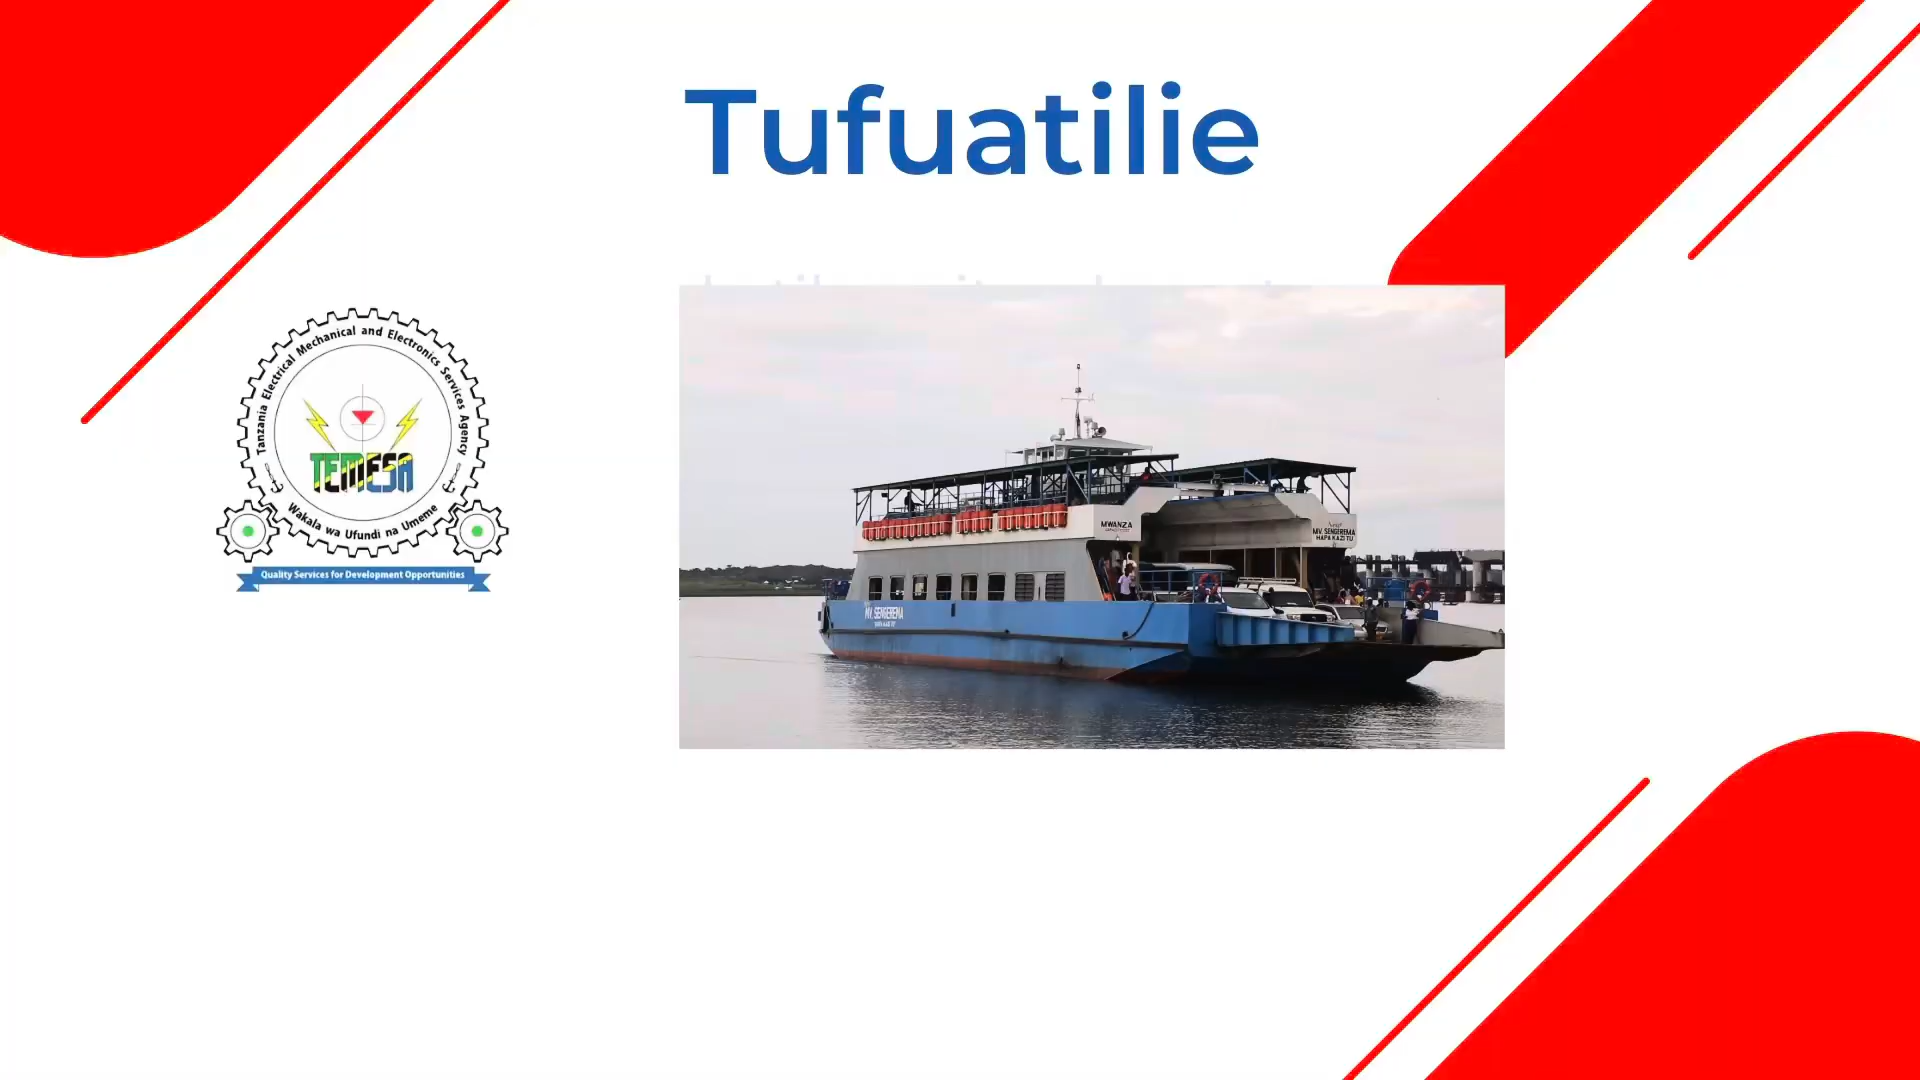 Tufuatilie
Tanzania Electrical Mechanical and Electronics Services Agency
TEMESA
Wakala wa Ufundi na Umeme
Quality Services for Development Opportunities
MWANZA
MV. SENGEREMA
HAPA KAZI TU
MV. SENGEREMA